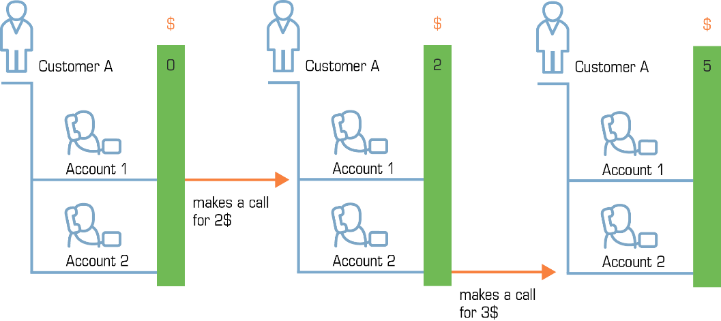 $
Customer A
0
Account 1
Account 2
makes a call
for 2$
$
Customer A
2
Account 1
Account 2
makes a call
for 3$
$
Customer A
5
Account 1
Account 2